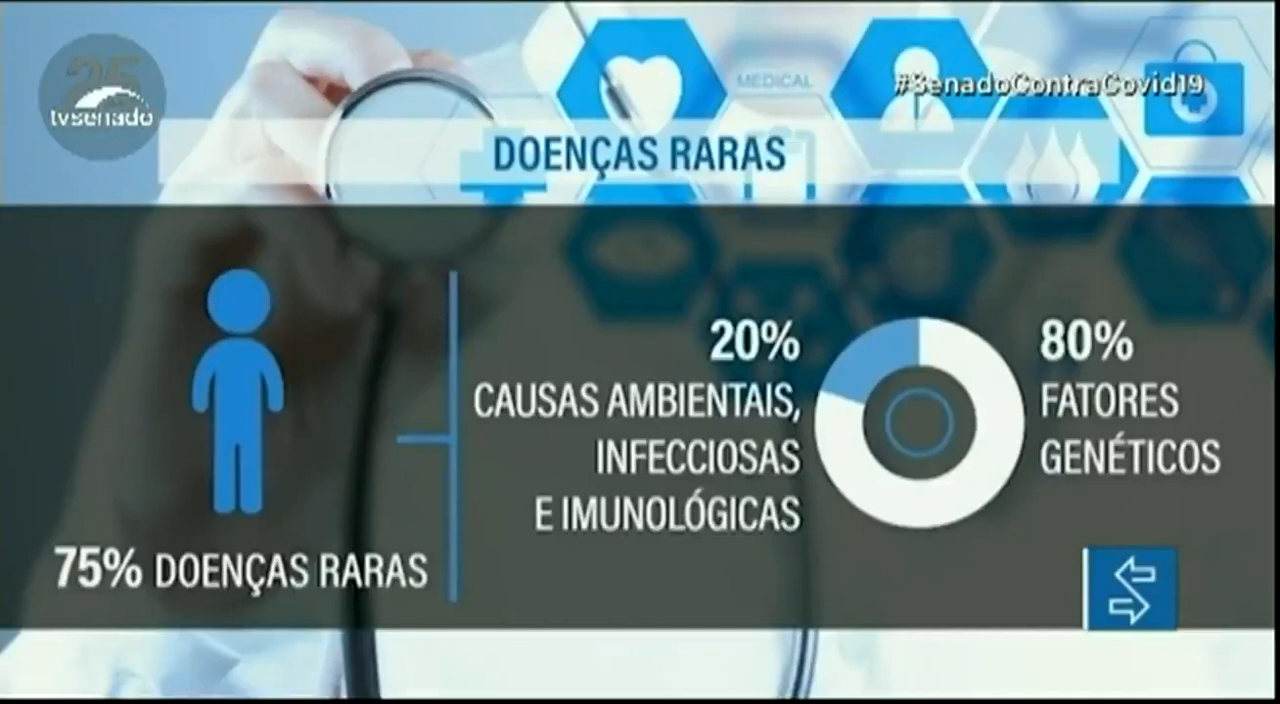 25
tvsenado
MEDICAL
#SenadoContraCovid19
DOENÇAS RARAS
20%
CAUSAS AMBIENTAIS,
INFECCIOSAS
E IMUNOLÓGICAS
80%
FATORES
GENÉTICOS
75% DOENÇAS RARAS